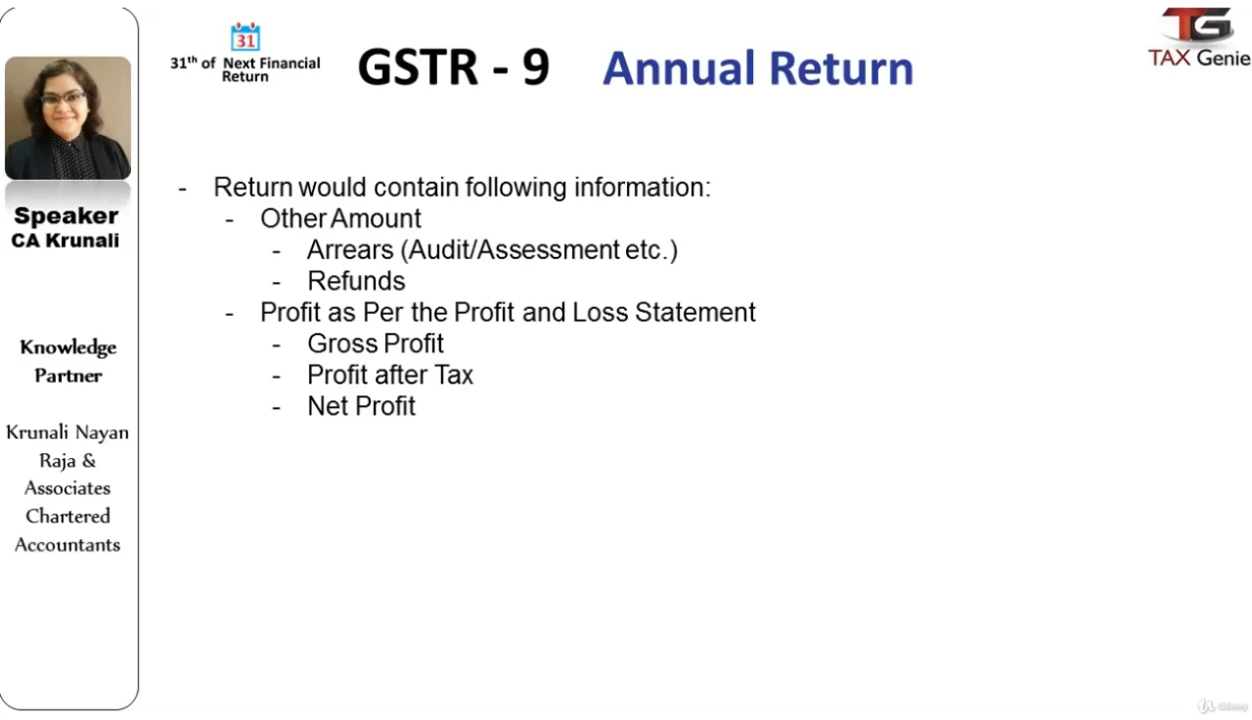 31
31th of Next Financial
Return
GSTR - 9 Annual Return
TG
TAX Genie
Speaker
CA Krunali
Knowledge
Partner
Krunali Nayan
Raja &
Associates
Chartered
Accountants
- Return would contain following information:
- Other Amount
- Arrears (Audit/Assessment etc.)
- Refunds
- Profit as Per the Profit and Loss Statement
- Gross Profit
- Profit after Tax
- Net Profit
Udemy